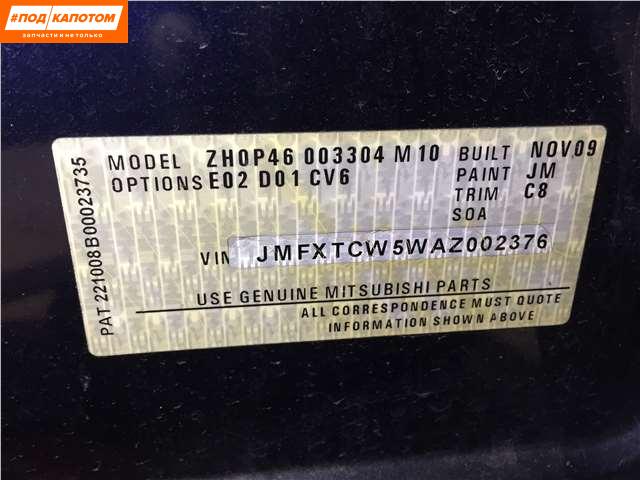 #ПОД КАПОТОМ
запчасти и не только
MODEL ZH0P46 003304 M10 BUILT NOV09
OPTIONS E02 D01 CV6 PAINT JM
TRIM C8
SOA
VIN JMFXTCW5WAZ002376
USE GENUINE MITSUBISHI PARTS
ALL CORRESPONDENCE MUST QUOTE
INFORMATION SHOWN ABOVE
PAT 221008B00023735